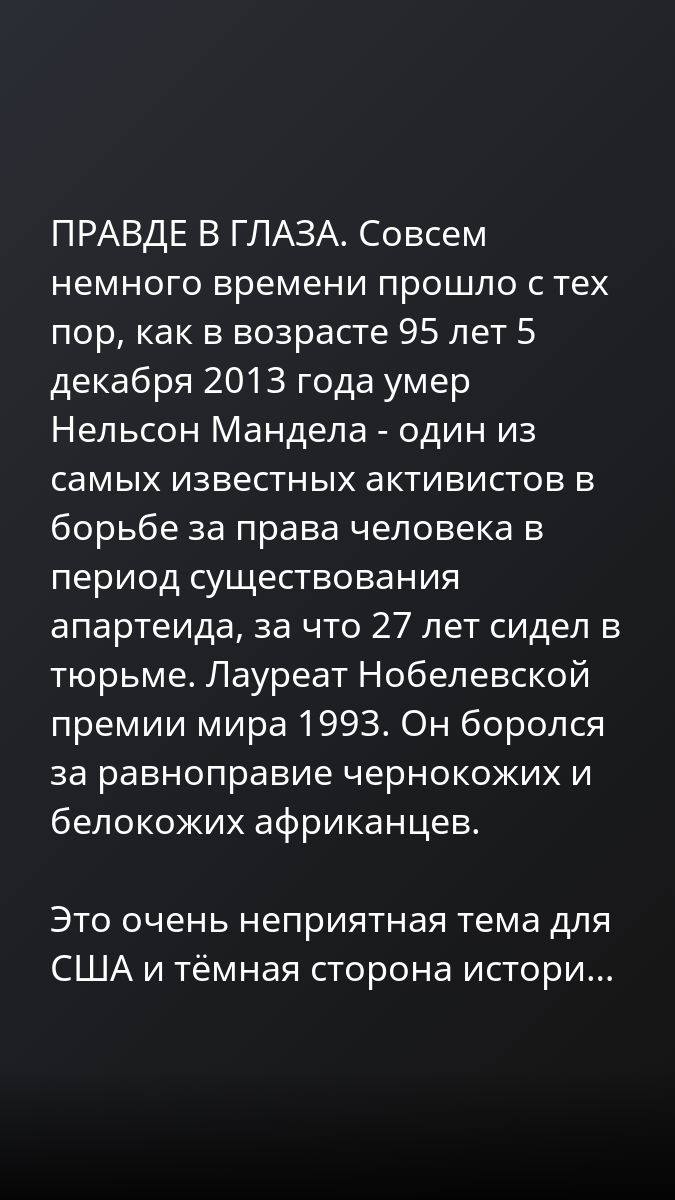 ПРАВДЕ В ГЛАЗА. Совсем
немного времени прошло с тех
пор, как в возрасте 95 лет 5
декабря 2013 года умер
Нельсон Мандела - один из
самых известных активистов в
борьбе за права человека в
период существования
апартеида, за что 27 лет сидел в
тюрьме. Лауреат Нобелевской
премии мира 1993. Он боролся
за равноправие чернокожих и
белокожих африканцев.
Это очень неприятная тема для
США и тёмная сторона истори...